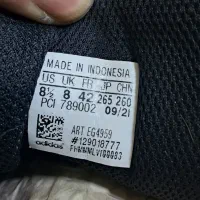 MADE IN INDONESIA
US UK FR JP CHN
8½ 8 42 265 260
PCI 789002 09/21
ART EG4959
#129018777
adidas